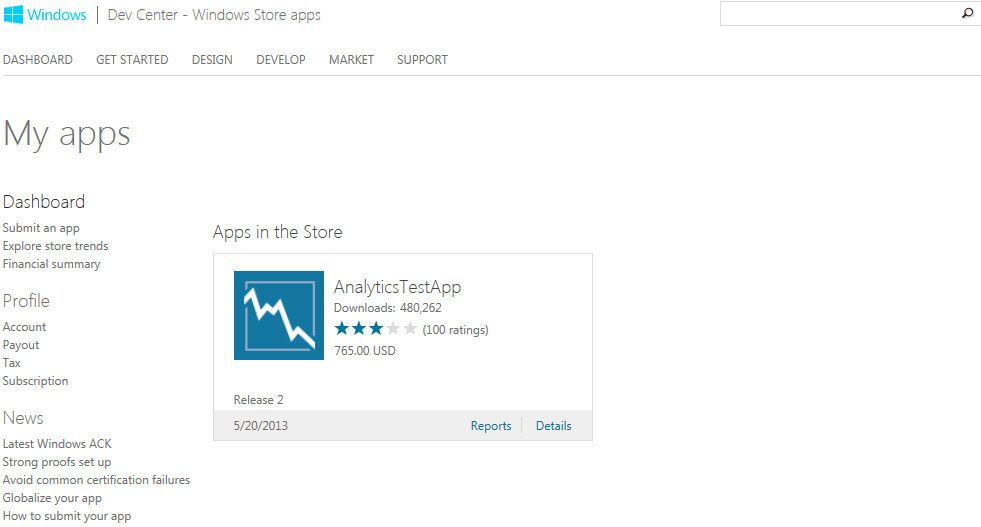 Windows | Dev Center - Windows Store apps
DASHBOARD GET STARTED DESIGN DEVELOP MARKET SUPPORT
My apps
Dashboard
Submit an app
Explore store trends
Financial summary
Profile
Account
Payout
Tax
Subscription
News
Latest Windows ACK
Strong proofs set up
Avoid common certification failures
Globalize your app
How to submit your app
Apps in the Store
AnalyticsTestApp
Downloads: 480,262
(100 ratings)
765.00 USD
Release 2
5/20/2013 Reports Details